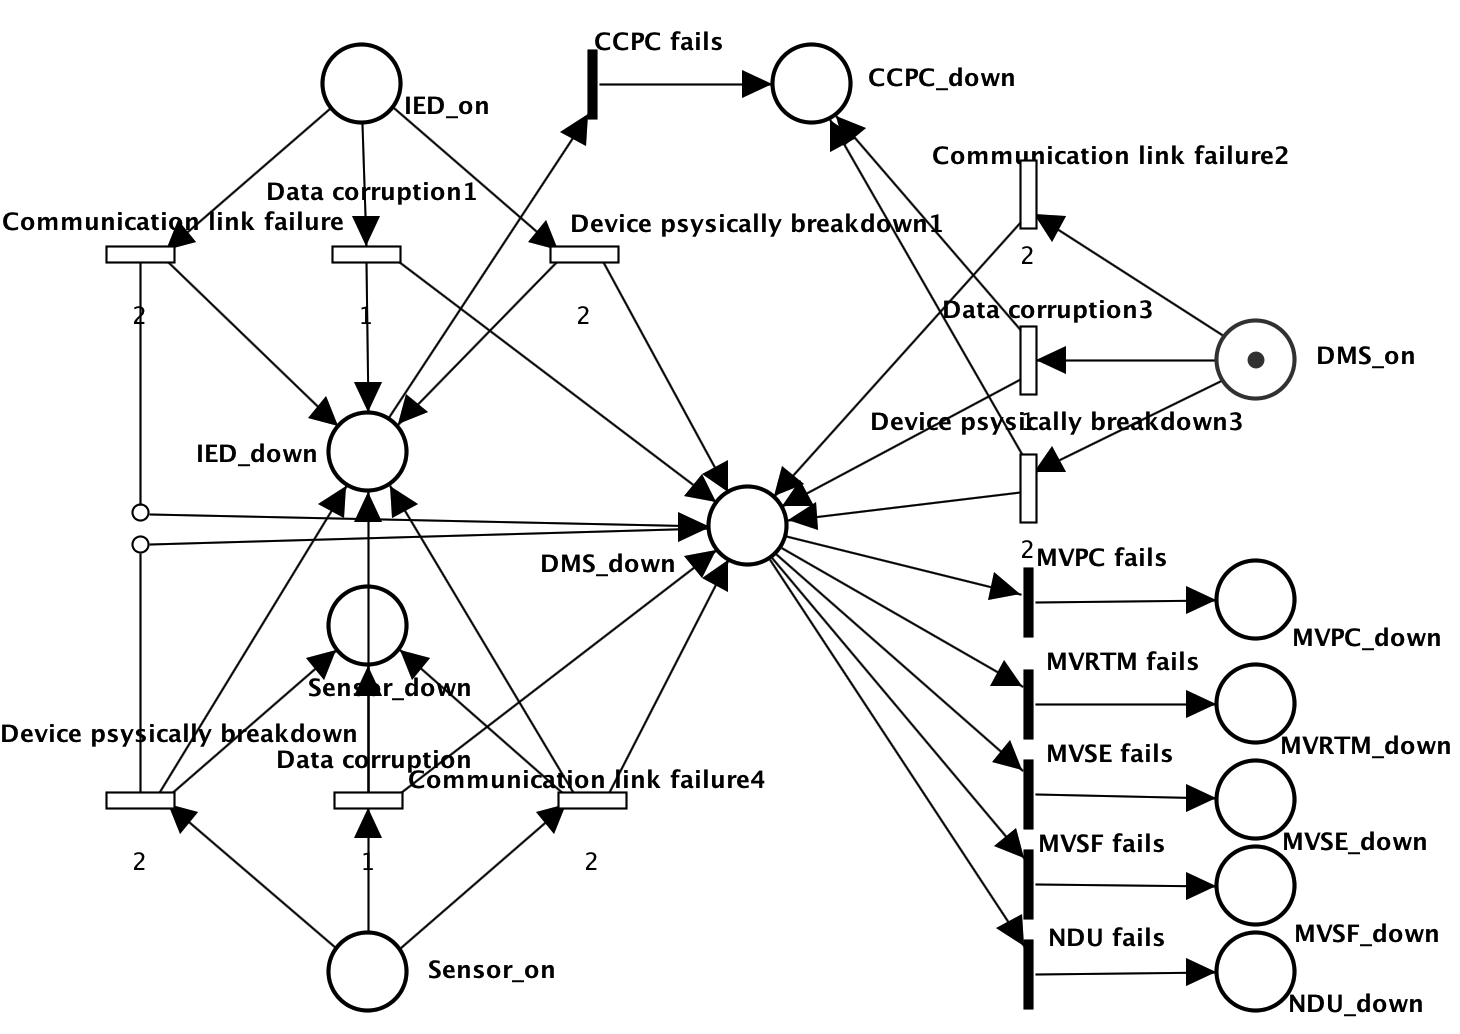 CCPC fails
CCPC_down
IED_on
Communication link failure2
Data corruption1
Communication link failure
Device psysically breakdown1
2
2
1
2
Data corruption3
DMS_on
1
Device psysically breakdown3
IED_down
2
MVPC fails
DMS_down
MVPC_down
MVRTM fails
Sensor_down
Device psysically breakdown
MVRTM_down
MVSE fails
Data corruption
Communication link failure4
MVSE_down
MVSF fails
2
1
2
MVSF_down
NDU fails
Sensor_on
NDU_down